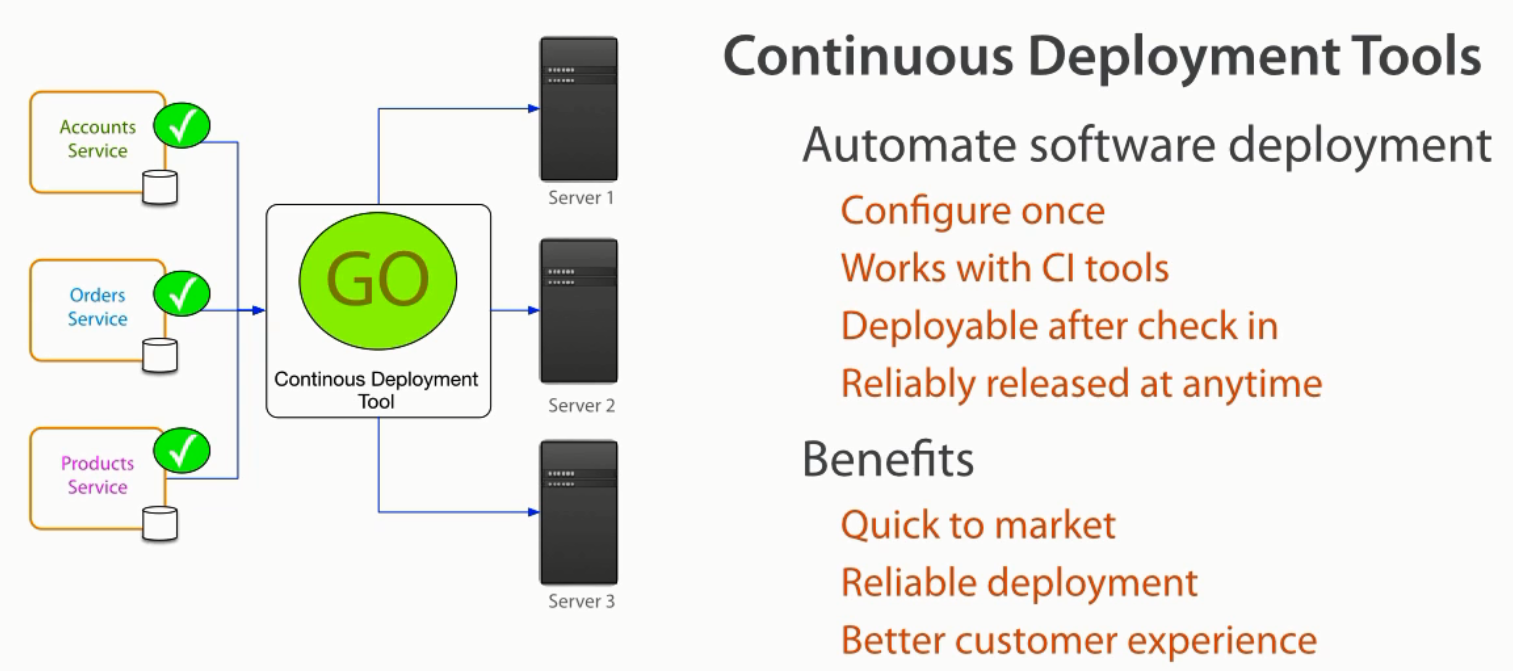 Continuous Deployment Tools
Automate software deployment
Configure once
Works with CI tools
Deployable after check in
Reliably released at anytime
Benefits
Quick to market
Reliable deployment
Better customer experience
Accounts
Service
Orders
Service
Products
Service
GO
Continous Deployment
Tool
Server 1
Server 2
Server 3